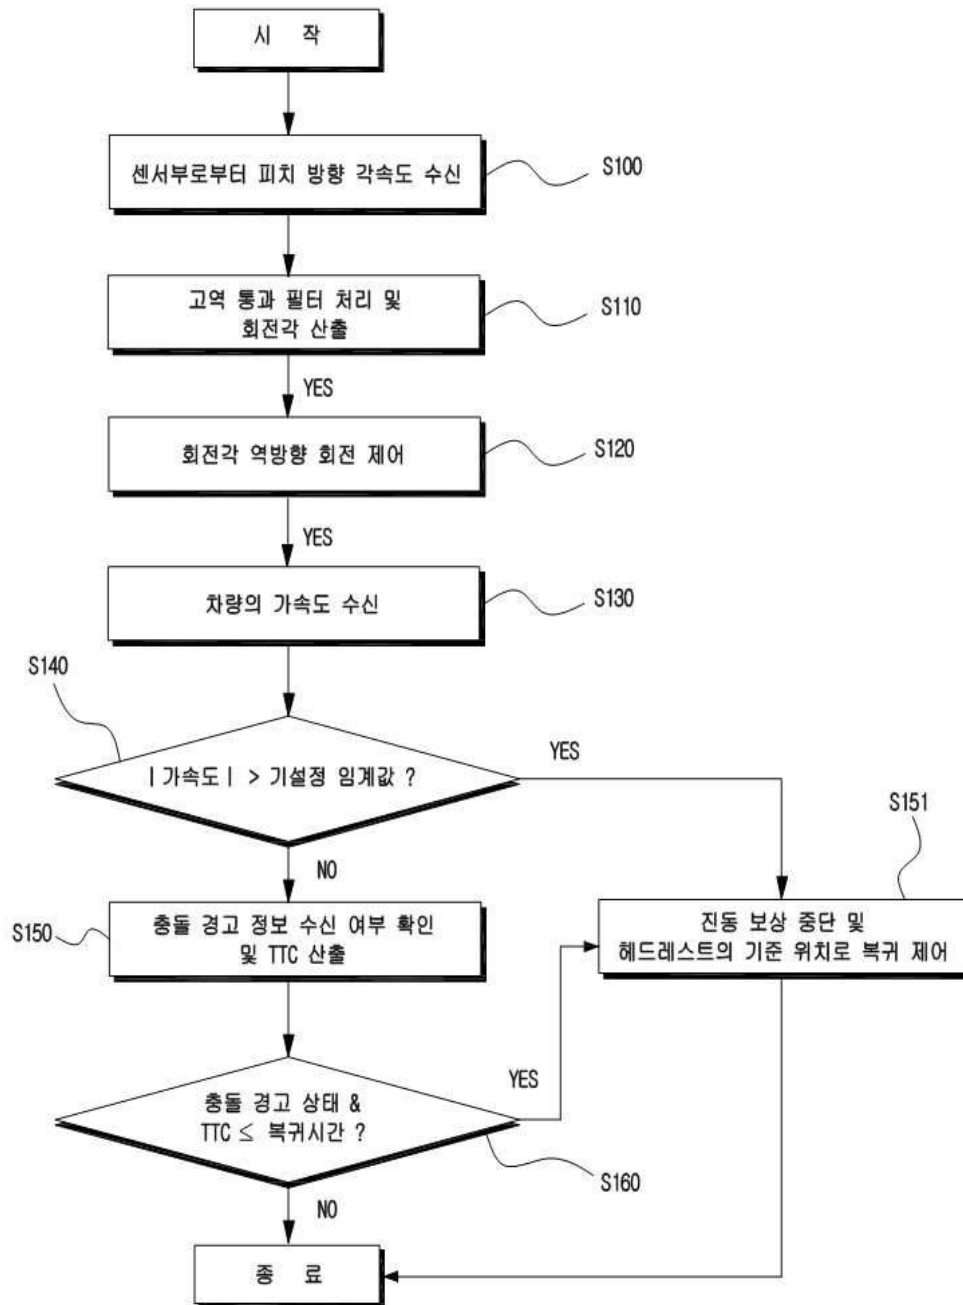 시 작
센서부로부터 피치 방향 각속도 수신
S100
고역 통과 필터 처리 및
회전각 산출
S110
YES
회전각 역방향 회전 제어
S120
YES
차량의 가속도 수신
S130
S140
|가속도| > 기설정 임계값 ?
YES
NO
S151
진동 보상 중단 및
헤드레스트의 기준 위치로 복귀 제어
S150
충돌 경고 정보 수신 여부 확인
및 TTC 산출
충돌 경고 상태 &
TTC ≤ 복귀시간 ?
YES
S160
NO
종 료